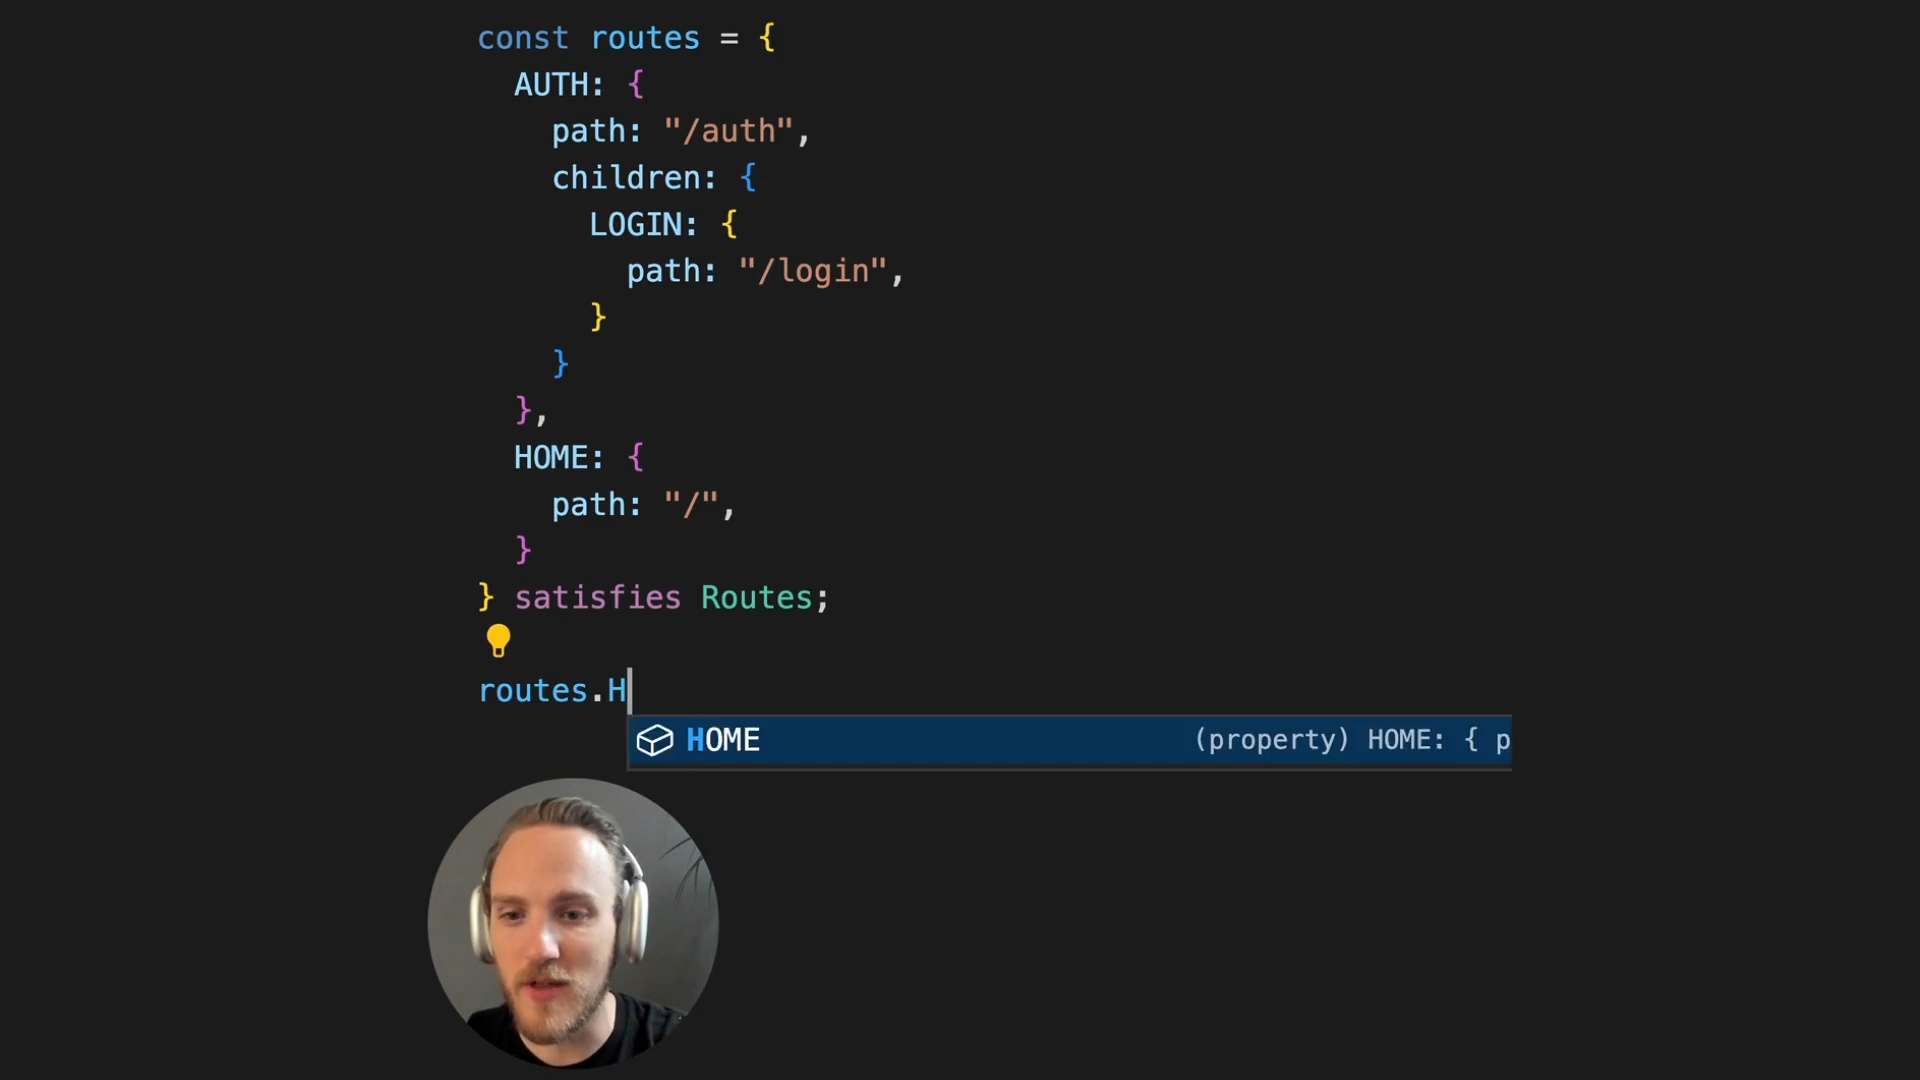 const routes = {
AUTH: {
path: "/auth",
children: {
LOGIN: {
path: "/login",
}
}
},
HOME: {
path: "/",
}
} satisfies Routes;
routes.H
HOME (property) HOME: { p